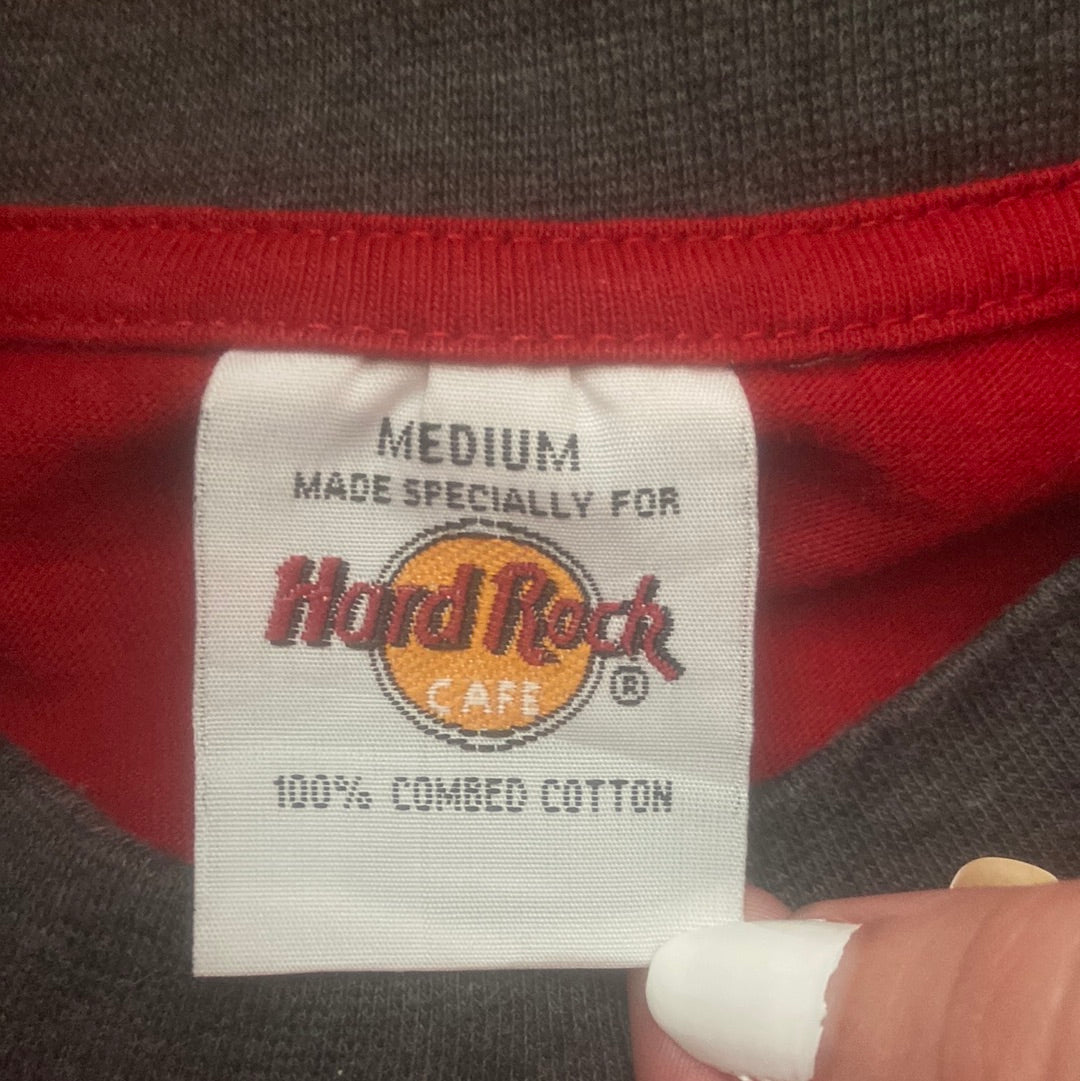 MEDIUM
MADE SPECIALLY FOR
Hard Rock
CAFE
®
100% COMBED COTTON